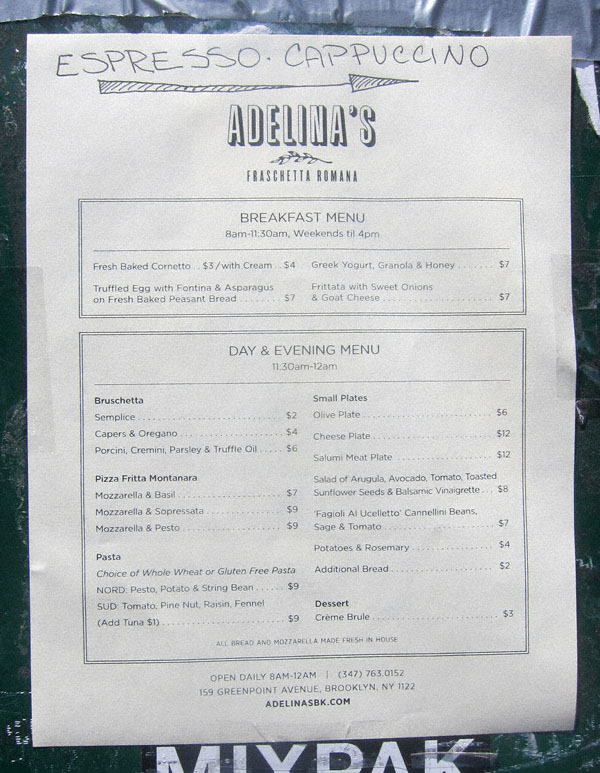 ESPRESSO · CAPPUCCINO
ADELINA'S
FRASCHETTA ROMANA
BREAKFAST MENU
8am-11:30am, Weekends til 4pm
Fresh Baked Cornetto . . $3/with Cream . . $4
Truffled Egg with Fontina & Asparagus
on Fresh Baked Peasant Bread . . . . . . . . $7
Greek Yogurt, Granola & Honey . . . . . . . $7
Frittata with Sweet Onions
& Goat Cheese . . . . . . . . . . . . . . . . . . . . $7
DAY & EVENING MENU
11:30am-12am
Bruschetta
Semplice . . . . . . . . . . . . . . . . . . . . . . . . $2
Capers & Oregano . . . . . . . . . . . . . . . . . $4
Porcini, Cremini, Parsley & Truffle Oil . . . . . $6
Pizza Fritta Montanara
Mozzarella & Basil . . . . . . . . . . . . . . . . . $7
Mozzarella & Sopressata . . . . . . . . . . . . . $9
Mozzarella & Pesto . . . . . . . . . . . . . . . . $9
Pasta
Choice of Whole Wheat or Gluten Free Pasta
NORD: Pesto, Potato & String Bean . . . . . . $9
SUD: Tomato, Pine Nut, Raisin, Fennel
(Add Tuna $1) . . . . . . . . . . . . . . . . . . . . $9
Small Plates
Olive Plate . . . . . . . . . . . . . . . . . . . . . . $6
Cheese Plate . . . . . . . . . . . . . . . . . . . . $12
Salumi Meat Plate . . . . . . . . . . . . . . . . . $12
Salad of Arugula, Avocado, Tomato, Toasted
Sunflower Seeds & Balsamic Vinaigrette . . . $8
'Fagioli Al Ucelletto' Cannellini Beans,
Sage & Tomato . . . . . . . . . . . . . . . . . . . $7
Potatoes & Rosemary . . . . . . . . . . . . . . . $4
Additional Bread . . . . . . . . . . . . . . . . . . $2
Dessert
Crème Brule . . . . . . . . . . . . . . . . . . . . . $3
ALL BREAD AND MOZZARELLA MADE FRESH IN HOUSE
OPEN DAILY 8AM-12AM | (347) 763.0152
159 GREENPOINT AVENUE, BROOKLYN, NY 1122
ADELINASBK.COM
MIXPAK